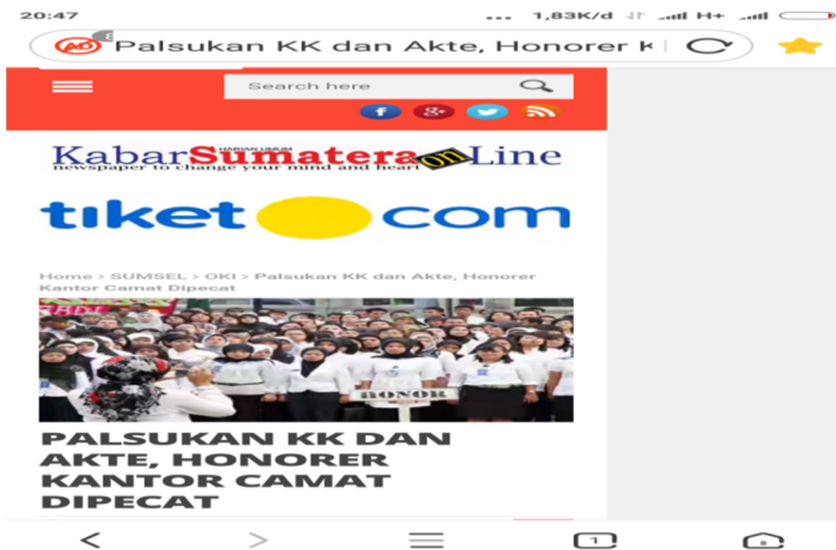 20:47
... 1,83K/d H+
Palsukan KK dan Akte, Honorer K
Search here
HARIAN UMUM
KabarSumatera on Line
newspaper to change your mind and heart
tiket com
Home > SUMSEL > OKI > Palsukan KK dan Akte, Honorer
Kantor Camat Dipecat
HONOR
PALSUKAN KK DAN
AKTE, HONORER
KANTOR CAMAT
DIPECAT
1